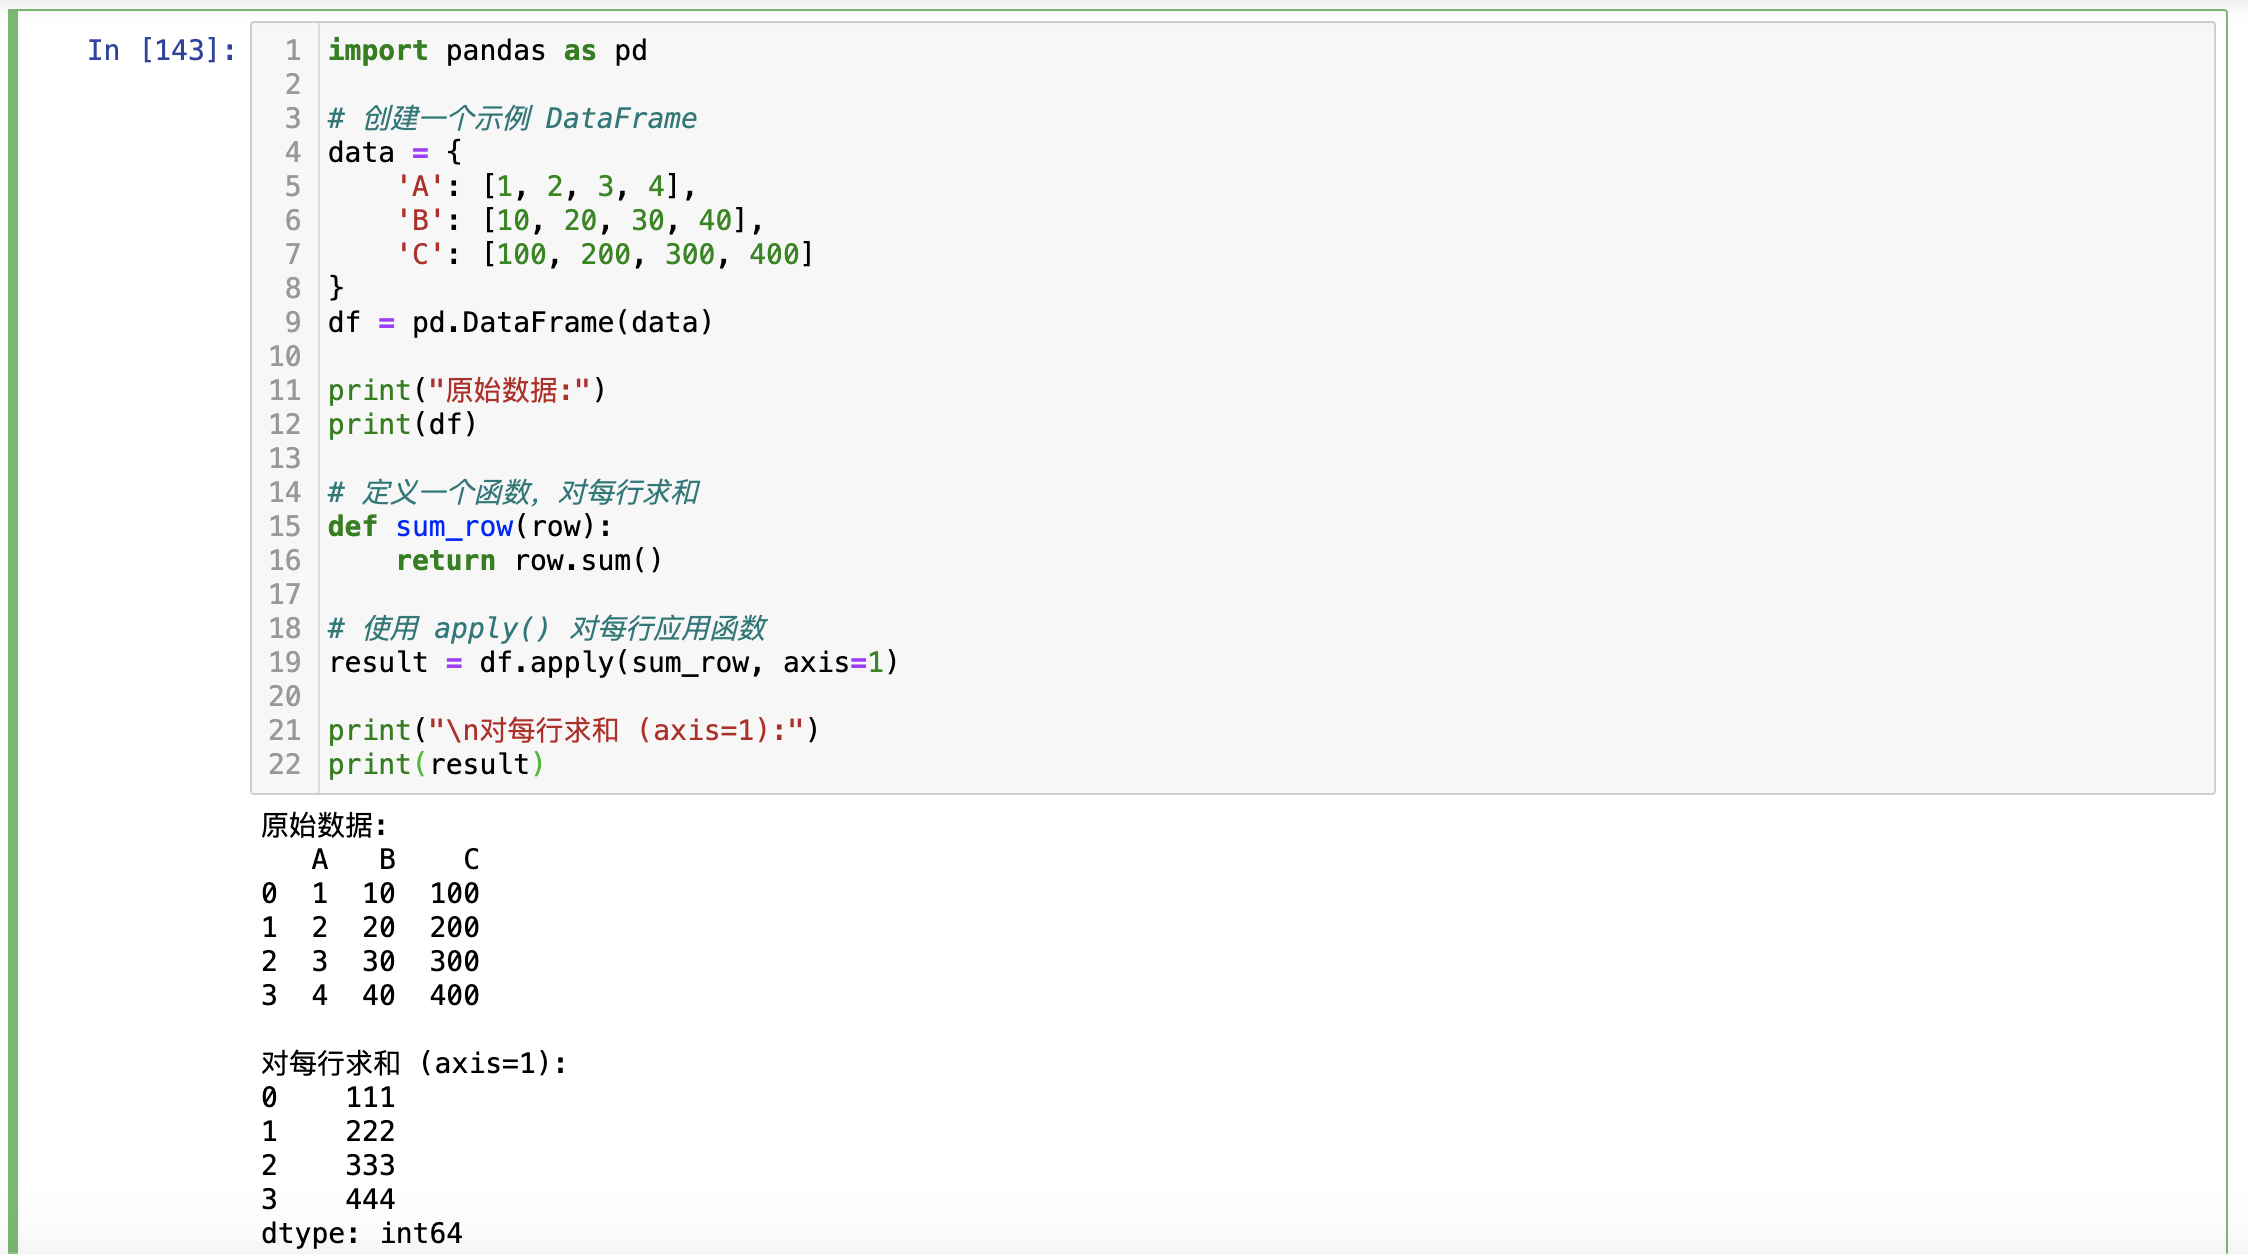 In [143]:
1 import pandas as pd
2
3 # 创建一个示例 DataFrame
4 data = {
5     'A': [1, 2, 3, 4],
6     'B': [10, 20, 30, 40],
7     'C': [100, 200, 300, 400]
8 }
9 df = pd.DataFrame(data)
10
11 print("原始数据:")
12 print(df)
13
14 # 定义一个函数，对每行求和
15 def sum_row(row):
16     return row.sum()
17
18 # 使用 apply() 对每行应用函数
19 result = df.apply(sum_row, axis=1)
20
21 print("\n对每行求和 (axis=1):")
22 print(result)
原始数据:
   A   B    C
0  1  10  100
1  2  20  200
2  3  30  300
3  4  40  400
对每行求和 (axis=1):
0    111
1    222
2    333
3    444
dtype: int64